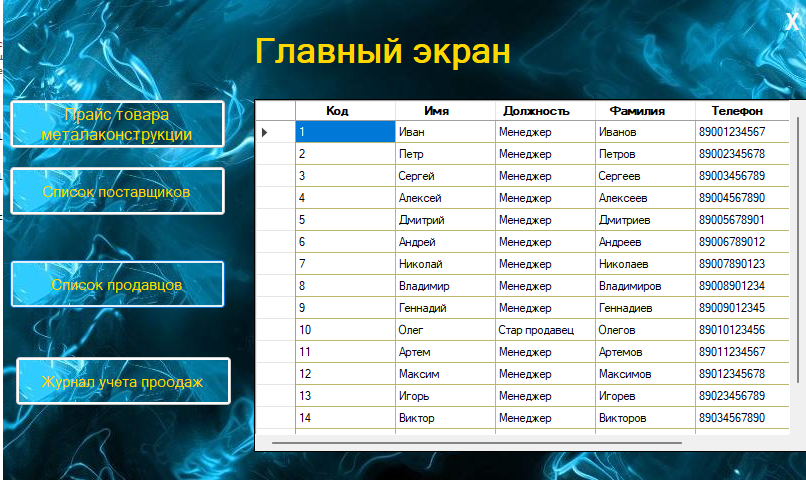 X
Главный экран
Прайс товара
металаконструкции
Список поставщиков
Список продавцов
Журнал учета проодаж
Код Имя Должность Фамилия Телефон
1 Иван Менеджер Иванов 89001234567
2 Петр Менеджер Петров 89002345678
3 Сергей Менеджер Сергеев 89003456789
4 Алексей Менеджер Алексеев 89004567890
5 Дмитрий Менеджер Дмитриев 89005678901
6 Андрей Менеджер Андреев 89006789012
7 Николай Менеджер Николаев 89007890123
8 Владимир Менеджер Владимиров 89008901234
9 Геннадий Менеджер Геннадиев 89009012345
10 Олег Стар продавец Олегов 89010123456
11 Артем Менеджер Артемов 89011234567
12 Максим Менеджер Максимов 89012345678
13 Игорь Менеджер Игорев 89023456789
14 Виктор Менеджер Викторов 89034567890